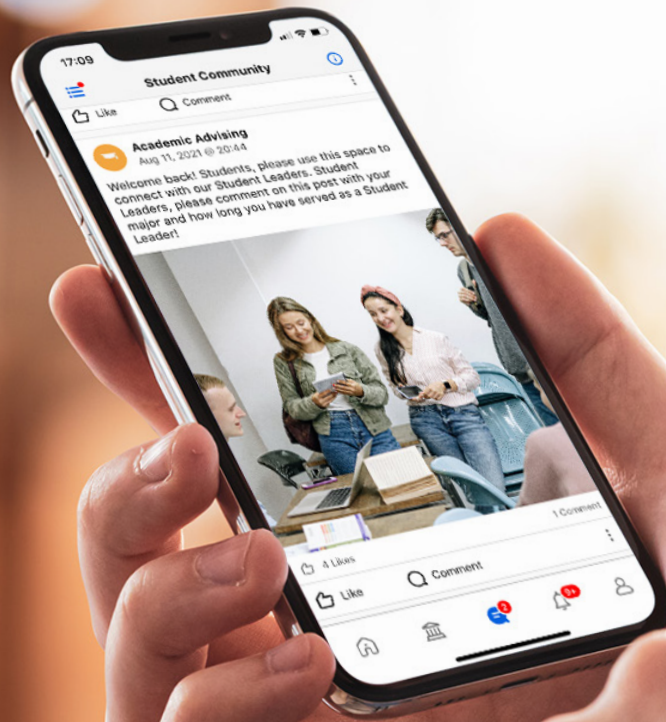 17:09
Student Community
Like
Comment
Academic Advising
Aug 11, 2021 @ 20:44
Welcome back! Students, please use this space to
connect with our Student Leaders. Student
Leaders, please comment on this post with your
major and how long you have served as a Student
Leader!
4 Likes
1 Comment
Like
Comment
2
9+